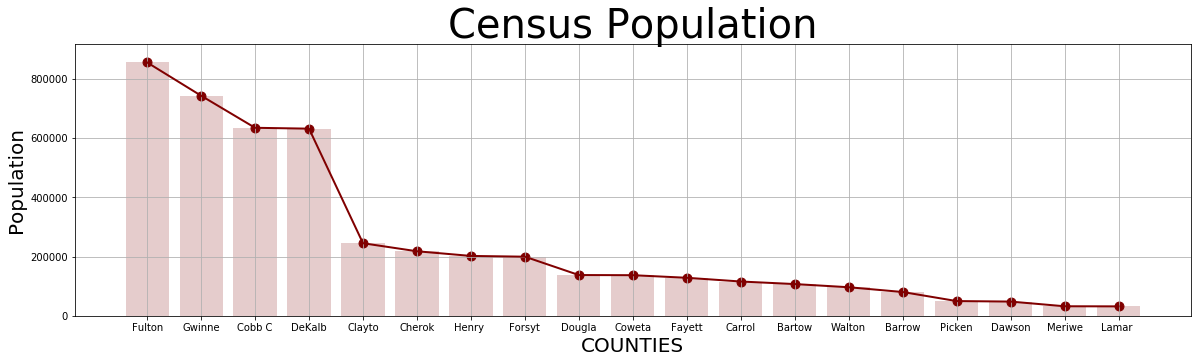 Census Population
Population
800000
600000
400000
200000
0
Fulton Gwinne Cobb C DeKalb Clayto Cherok Henry Forsyt Dougla Coweta Fayett Carrol Bartow Walton Barrow Picken Dawson Meriwe Lamar
COUNTIES